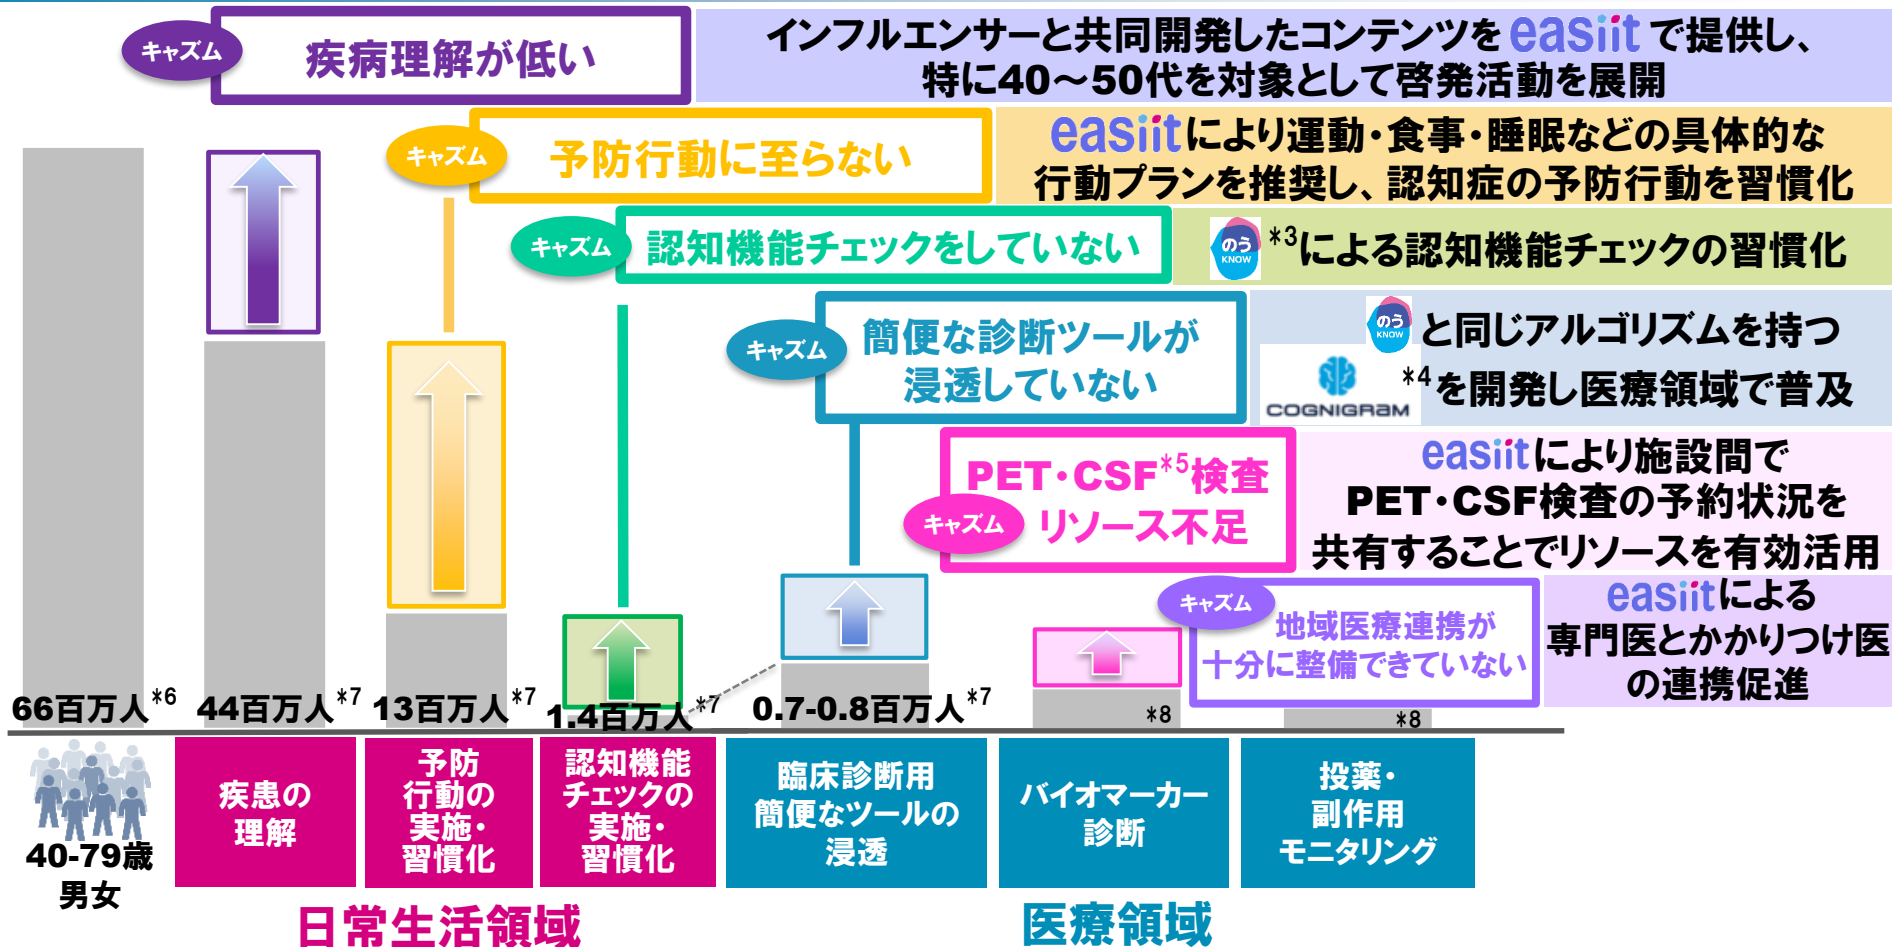 キャズム
疾病理解が低い
インフルエンサーと共同開発したコンテンツをeasiitで提供し、
特に40～50代を対象として啓発活動を展開
キャズム
予防行動に至らない
easiitにより運動・食事・睡眠などの具体的な
行動プランを推奨し、認知症の予防行動を習慣化
キャズム
認知機能チェックをしていない
のう
KNOW
*3による認知機能チェックの習慣化
キャズム
簡便な診断ツールが
浸透していない
のう
KNOW
と同じアルゴリズムを持つ
COGNIGRAM
*4を開発し医療領域で普及
キャズム
PET・CSF*5検査
リソース不足
easiitにより施設間で
PET・CSF検査の予約状況を
共有することでリソースを有効活用
キャズム
地域医療連携が
十分に整備できていない
easiitによる
専門医とかかりつけ医
の連携促進
66百万人*6
44百万人*7
13百万人*7
1.4百万人*7
0.7-0.8百万人*7
*8
*8
40-79歳
男女
疾患の
理解
予防
行動の
実施・
習慣化
認知機能
チェックの
実施・
習慣化
臨床診断用
簡便なツールの
浸透
バイオマーカー
診断
投薬・
副作用
モニタリング
日常生活領域
医療領域